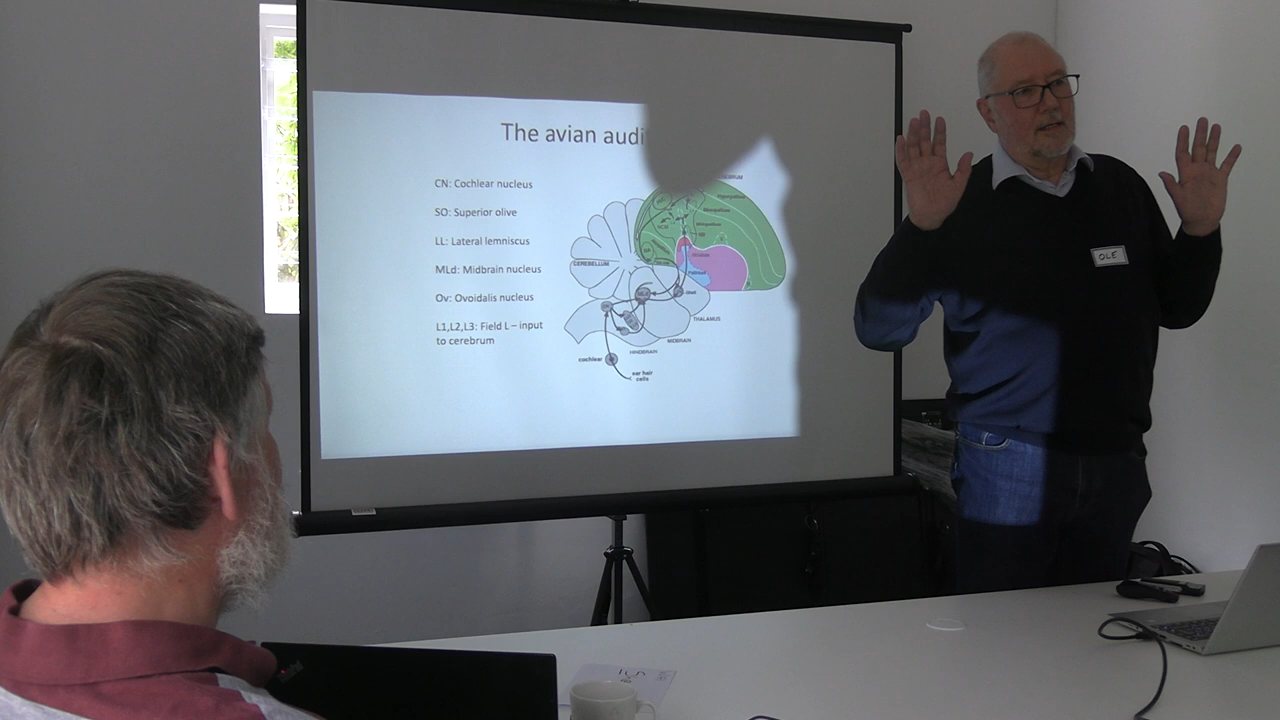 The avian audi
CN: Cochlear nucleus
SO: Superior olive
LL: Lateral lemniscus
MLd: Midbrain nucleus
Ov: Ovoidalis nucleus
L1,L2,L3: Field L – input
to cerebrum
CEREBELLUM
THALAMUS
MIDBRAIN
HINDBRAIN
cochlear
ear hair
cells
OLE